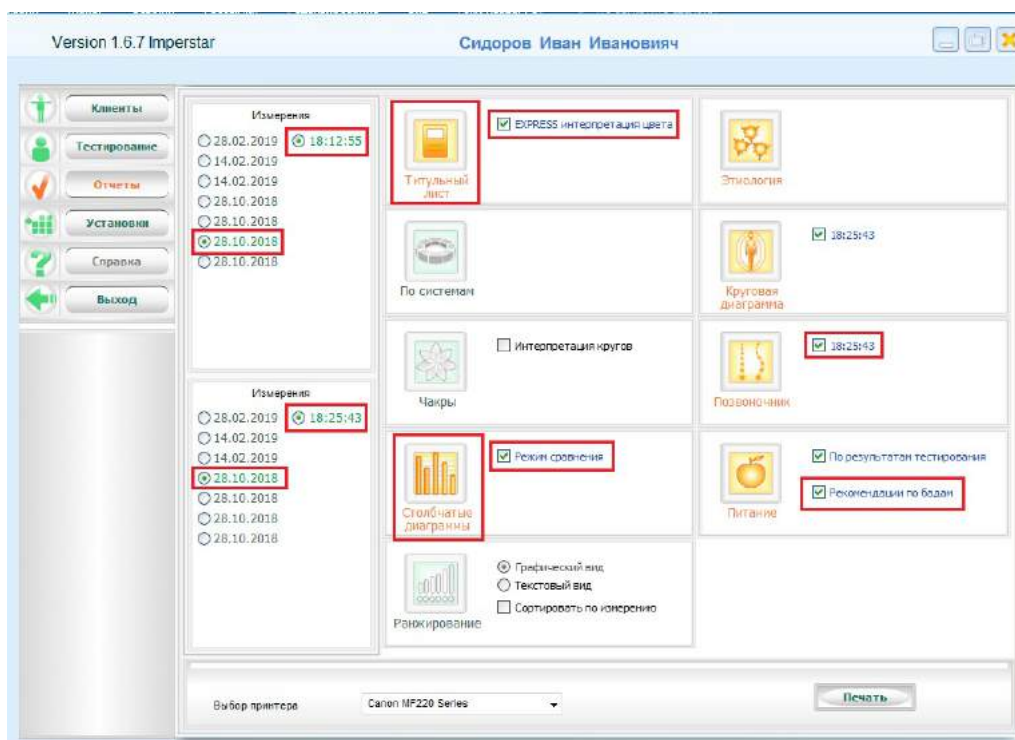 Version 1.6.7 Imperstar
Сидоров Иван Ивановияч
Клиенты
Тестирование
Отчеты
Установки
Справка
Выход
Измерения
28.02.2019 18:12:55
14.02.2019
14.02.2019
28.10.2018
28.10.2018
28.10.2018
28.10.2018
Измерения
28.02.2019 18:25:43
14.02.2019
14.02.2019
28.10.2018
28.10.2018
28.10.2018
28.10.2018
Титульный
лист
EXPRESS интерпретация цвета
Этиология
По системам
Круговая
диаграмма
18:25:43
Чакры
Интерпретация кругов
Позвоночник
18:25:43
Столбчатые
диаграммы
Режим сравнения
Питание
По результатам тестирования
Рекомендации по бадам
Ранжирование
Графический вид
Текстовый вид
Сортировать по измерению
Выбор принтера
Canon MF220 Series
Печать